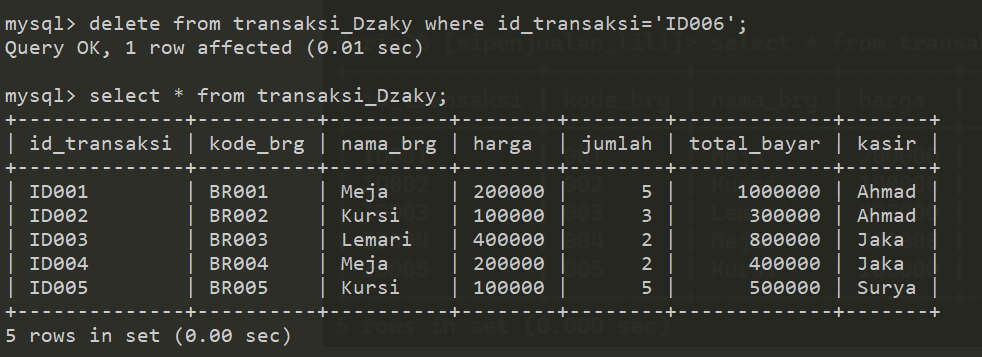 mysql> delete from transaksi_Dzaky where id_transaksi='ID006';
Query OK, 1 row affected (0.01 sec)
mysql> select * from transaksi_Dzaky;
+--------------+----------+----------+--------+--------+-------------+-------+
| id_transaksi | kode_brg | nama_brg | harga | jumlah | total_bayar | kasir |
+--------------+----------+----------+--------+--------+-------------+-------+
| ID001 | BR001 | Meja | 200000 | 5 | 1000000 | Ahmad |
| ID002 | BR002 | Kursi | 100000 | 3 | 300000 | Ahmad |
| ID003 | BR003 | Lemari | 400000 | 2 | 800000 | Jaka |
| ID004 | BR004 | Meja | 200000 | 2 | 400000 | Jaka |
| ID005 | BR005 | Kursi | 100000 | 5 | 500000 | Surya |
+--------------+----------+----------+--------+--------+-------------+-------+
5 rows in set (0.00 sec)